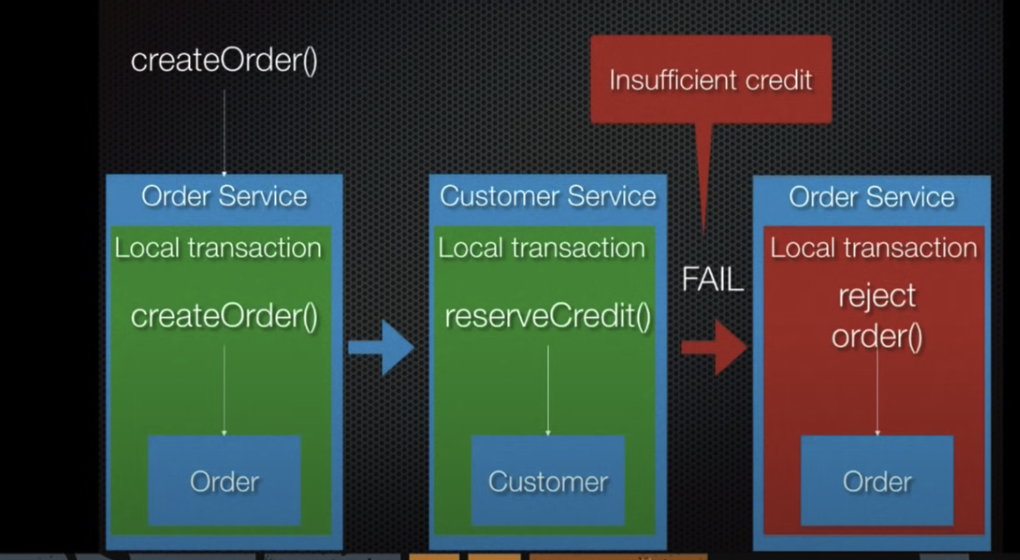 createOrder()
Insufficient credit
Order Service
Local transaction
createOrder()
Order
Customer Service
Local transaction
reserveCredit()
Customer
FAIL
Order Service
Local transaction
reject
order()
Order